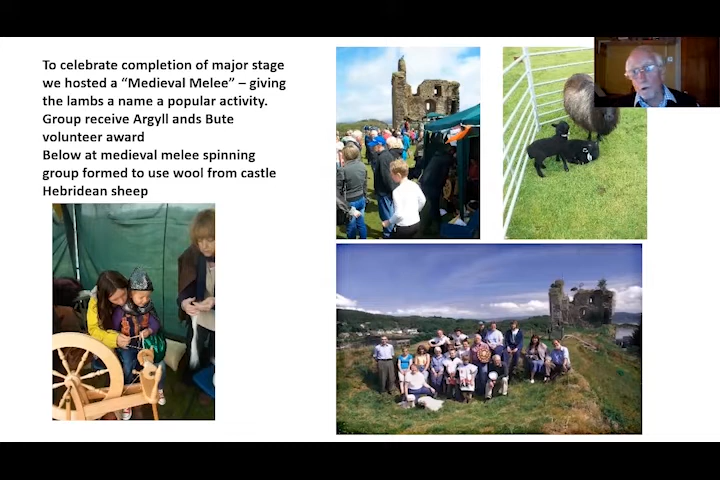 To celebrate completion of major stage
we hosted a “Medieval Melee” – giving
the lambs a name a popular activity.
Group receive Argyll ands Bute
volunteer award
Below at medieval melee spinning
group formed to use wool from castle
Hebridean sheep